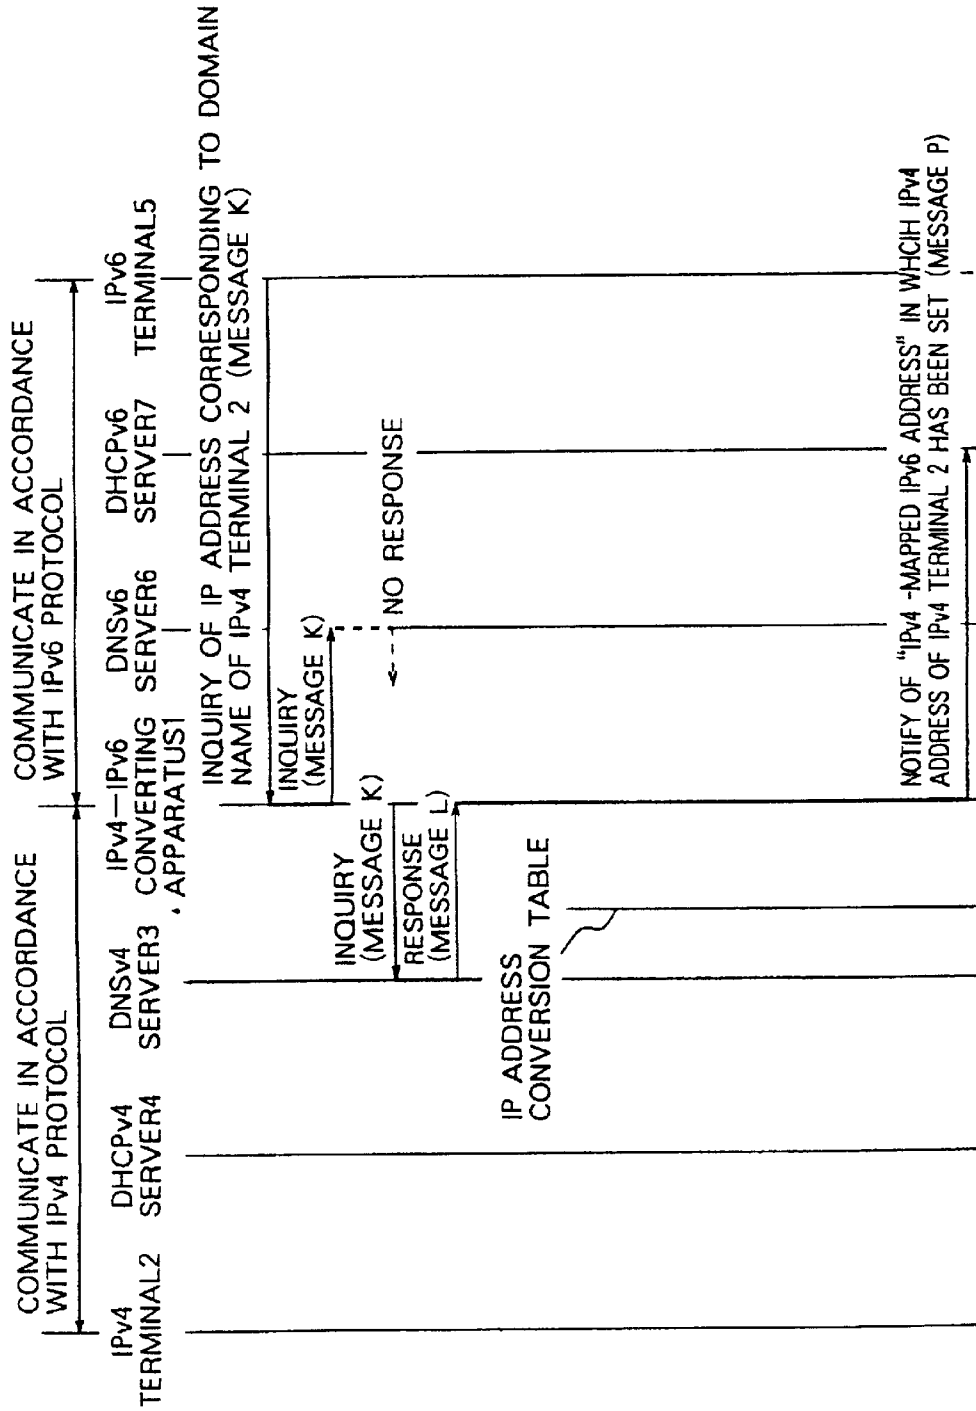 COMMUNICATE IN ACCORDANCE
WITH IPv4 PROTOCOL
COMMUNICATE IN ACCORDANCE
WITH IPv6 PROTOCOL
IPv4
TERMINAL2
DHCPv4
SERVER4
DNSv4
SERVER3
IPv4—IPv6
CONVERTING
APPARATUS1
DNSv6
SERVER6
DHCPv6
SERVER7
IPv6
TERMINAL5
INQUIRY OF IP ADDRESS CORRESPONDING TO DOMAIN
NAME OF IPv4 TERMINAL 2 (MESSAGE K)
INQUIRY
(MESSAGE K)
NO RESPONSE
INQUIRY
(MESSAGE K)
RESPONSE
(MESSAGE L)
IP ADDRESS
CONVERSION TABLE
NOTIFY OF "IPv4 -MAPPED IPv6 ADDRESS" IN WHCIH IPv4
ADDRESS OF IPv4 TERMINAL 2 HAS BEEN SET (MESSAGE P)